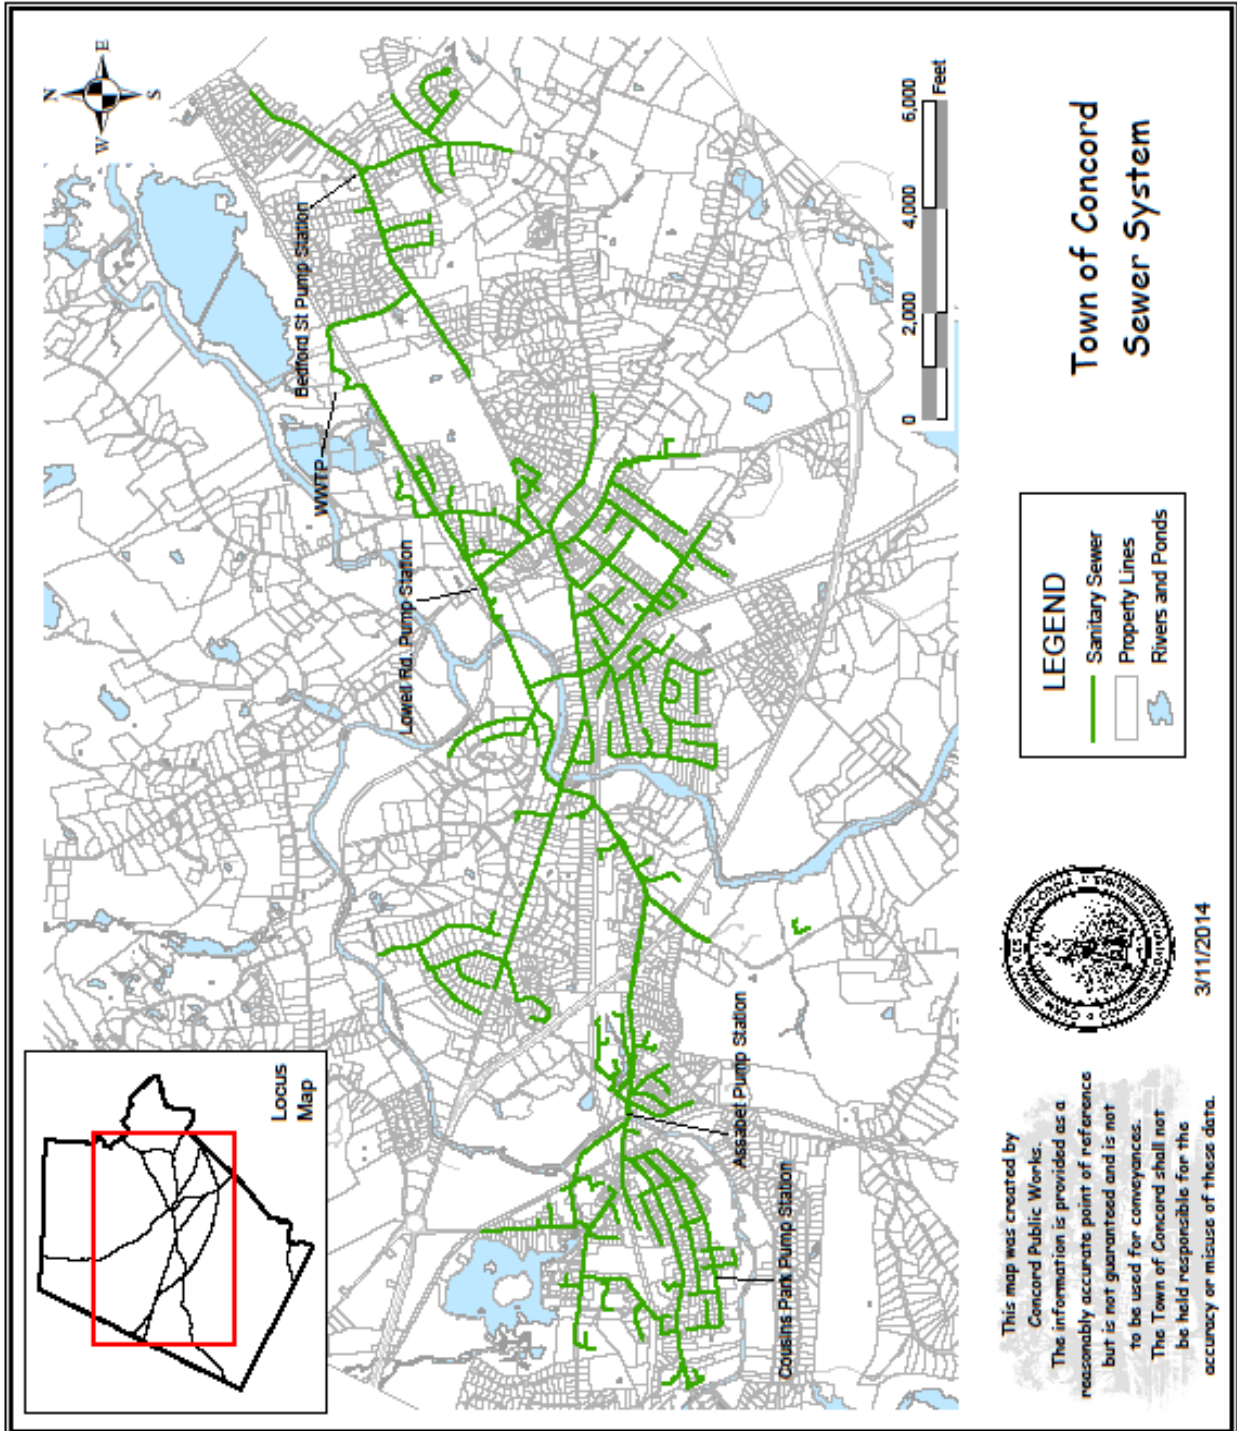 N
E
W
S
Bedford St Pump Station
WWTP
Lowell Rd. Pump Station
Assabet Pump Station
Cousins Park Pump Station
Locus
Map
0 2,000 4,000 6,000
Feet
Town of Concord
Sewer System
LEGEND
Sanitary Sewer
Property Lines
Rivers and Ponds
3/11/2014
This map was created by
Concord Public Works.
The information is provided as a
reasonably accurate point of reference
but is not guaranteed and is not
to be used for conveyances.
The Town of Concord shall not
be held responsible for the
accuracy or misuse of these data.